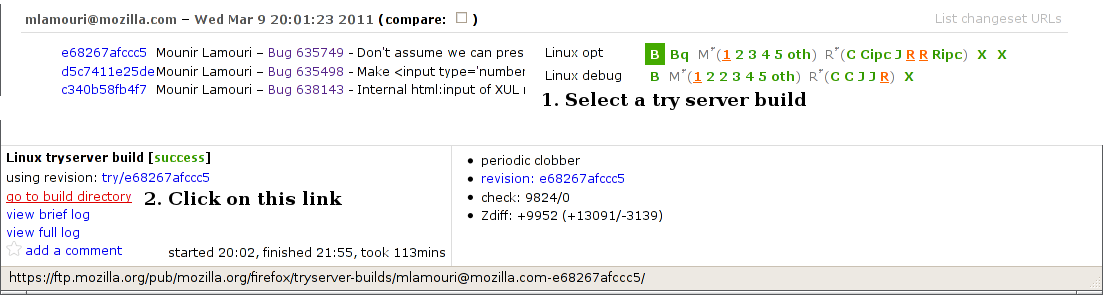 mlamouri@mozilla.com – Wed Mar 9 20:01:23 2011 (compare: ) List changeset URLs
e68267afccc5 Mounir Lamouri – Bug 635749 - Don't assume we can pres
Linux opt B Bq M*(1 2 3 4 5 oth) R*(C Cipc J R R Ripc) X X
d5c7411e25de Mounir Lamouri – Bug 635498 - Make <input type='number
Linux debug B M*(1 2 2 3 4 5 oth) R*(C C J J R) X
c340b58fb4f7 Mounir Lamouri – Bug 638143 - Internal html:input of XUL
1. Select a try server build
Linux tryserver build [success]
using revision: try/e68267afccc5
go to build directory 2. Click on this link
view brief log
view full log
add a comment started 20:02, finished 21:55, took 113mins
• periodic clobber
• revision: e68267afccc5
• check: 9824/0
• Zdiff: +9952 (+13091/-3139)
https://ftp.mozilla.org/pub/mozilla.org/firefox/tryserver-builds/mlamouri@mozilla.com-e68267afccc5/